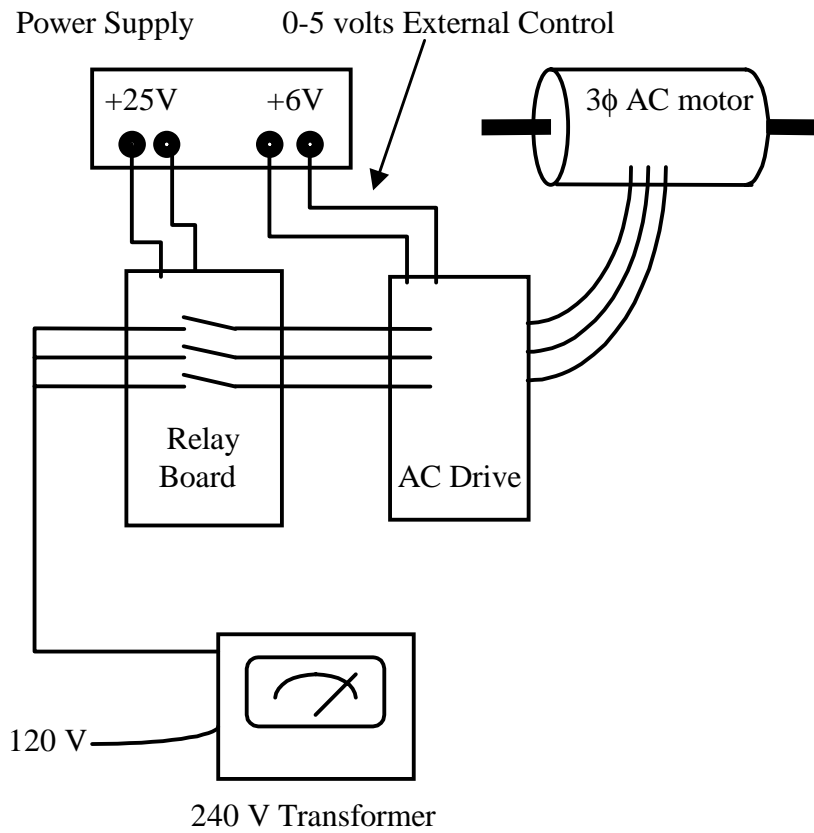 Power Supply
0-5 volts External Control
+25V
+6V
3ϕ AC motor
Relay
Board
AC Drive
120 V
240 V Transformer